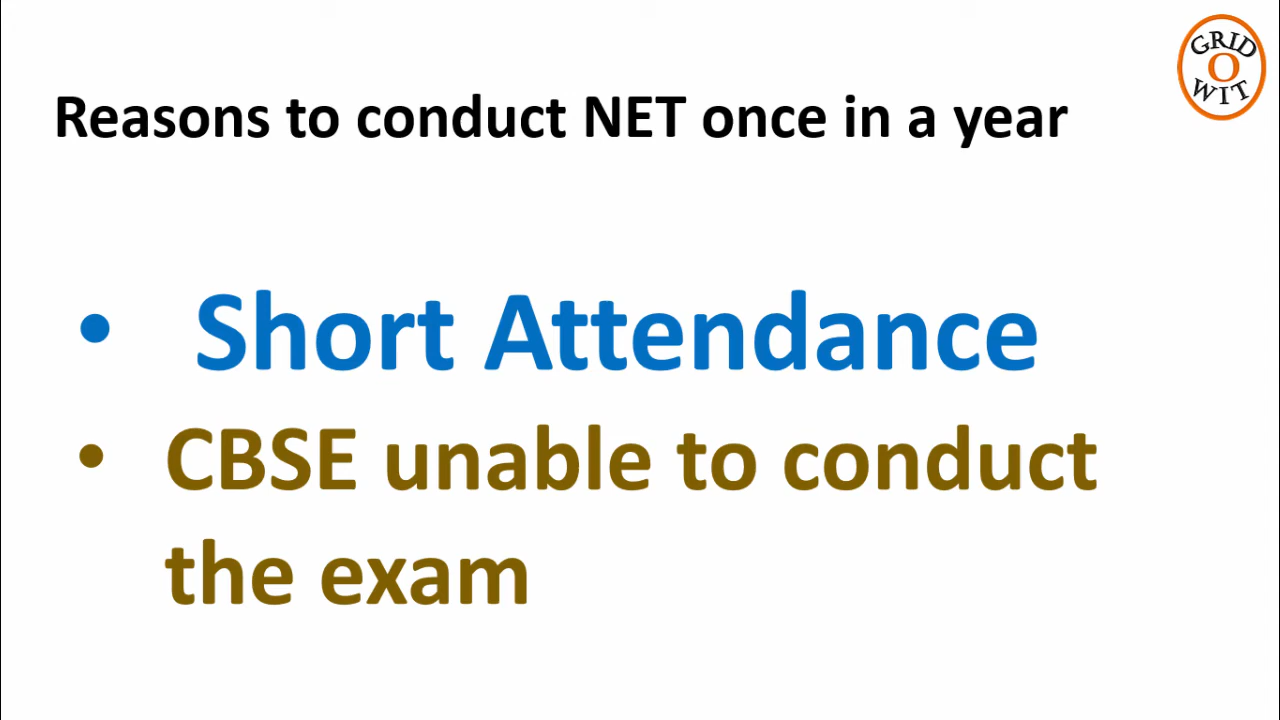 GRID
O
WIT
Reasons to conduct NET once in a year
• Short Attendance
• CBSE unable to conduct
the exam